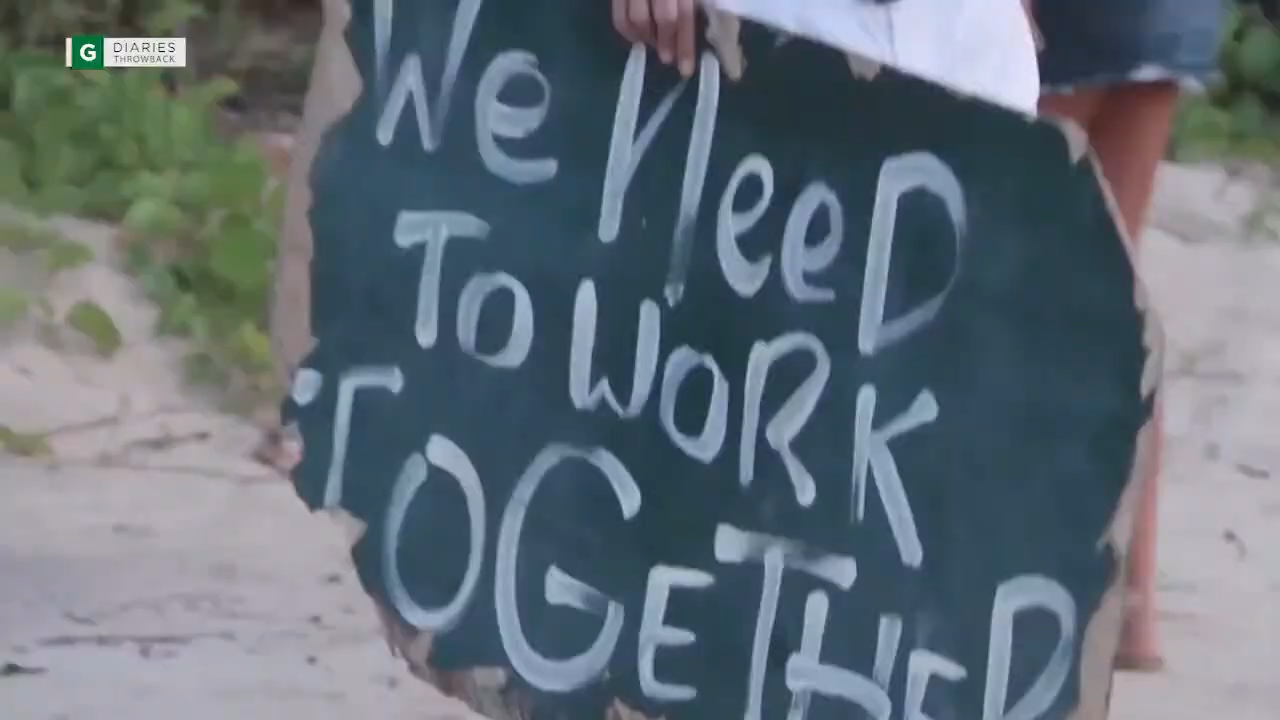 G DIARIES
THROWBACK
We NeeD
To WORK
TOGETHER